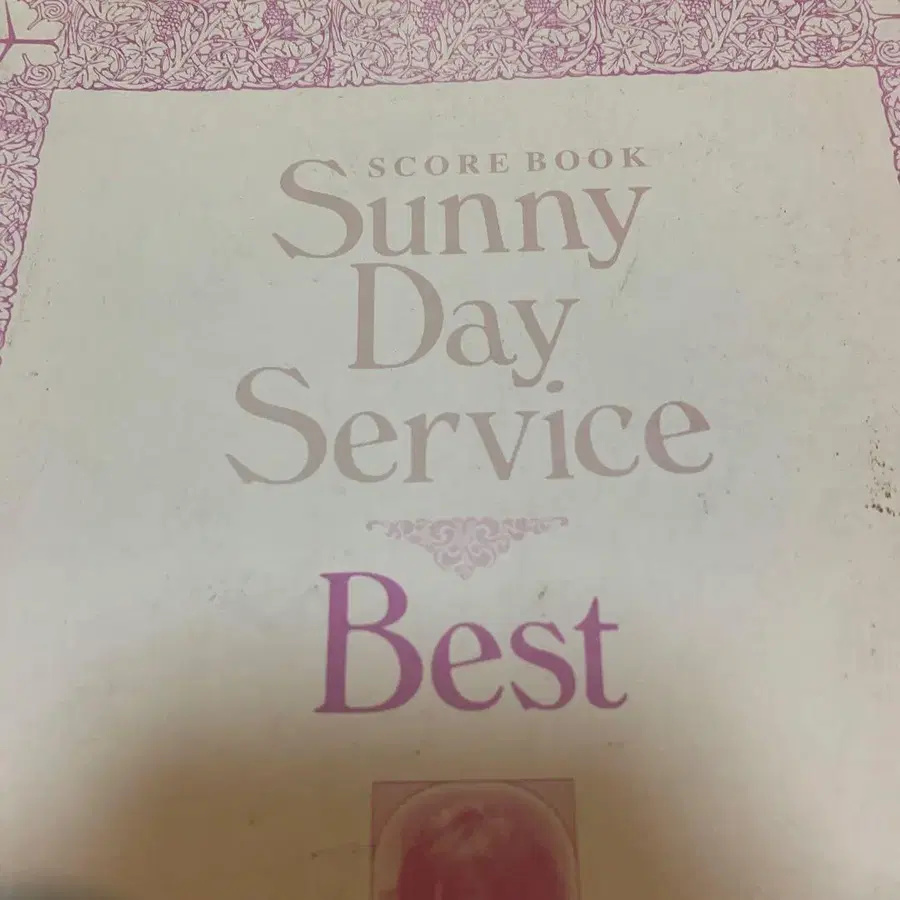 SCORE BOOK
Sunny
Day
Service
Best